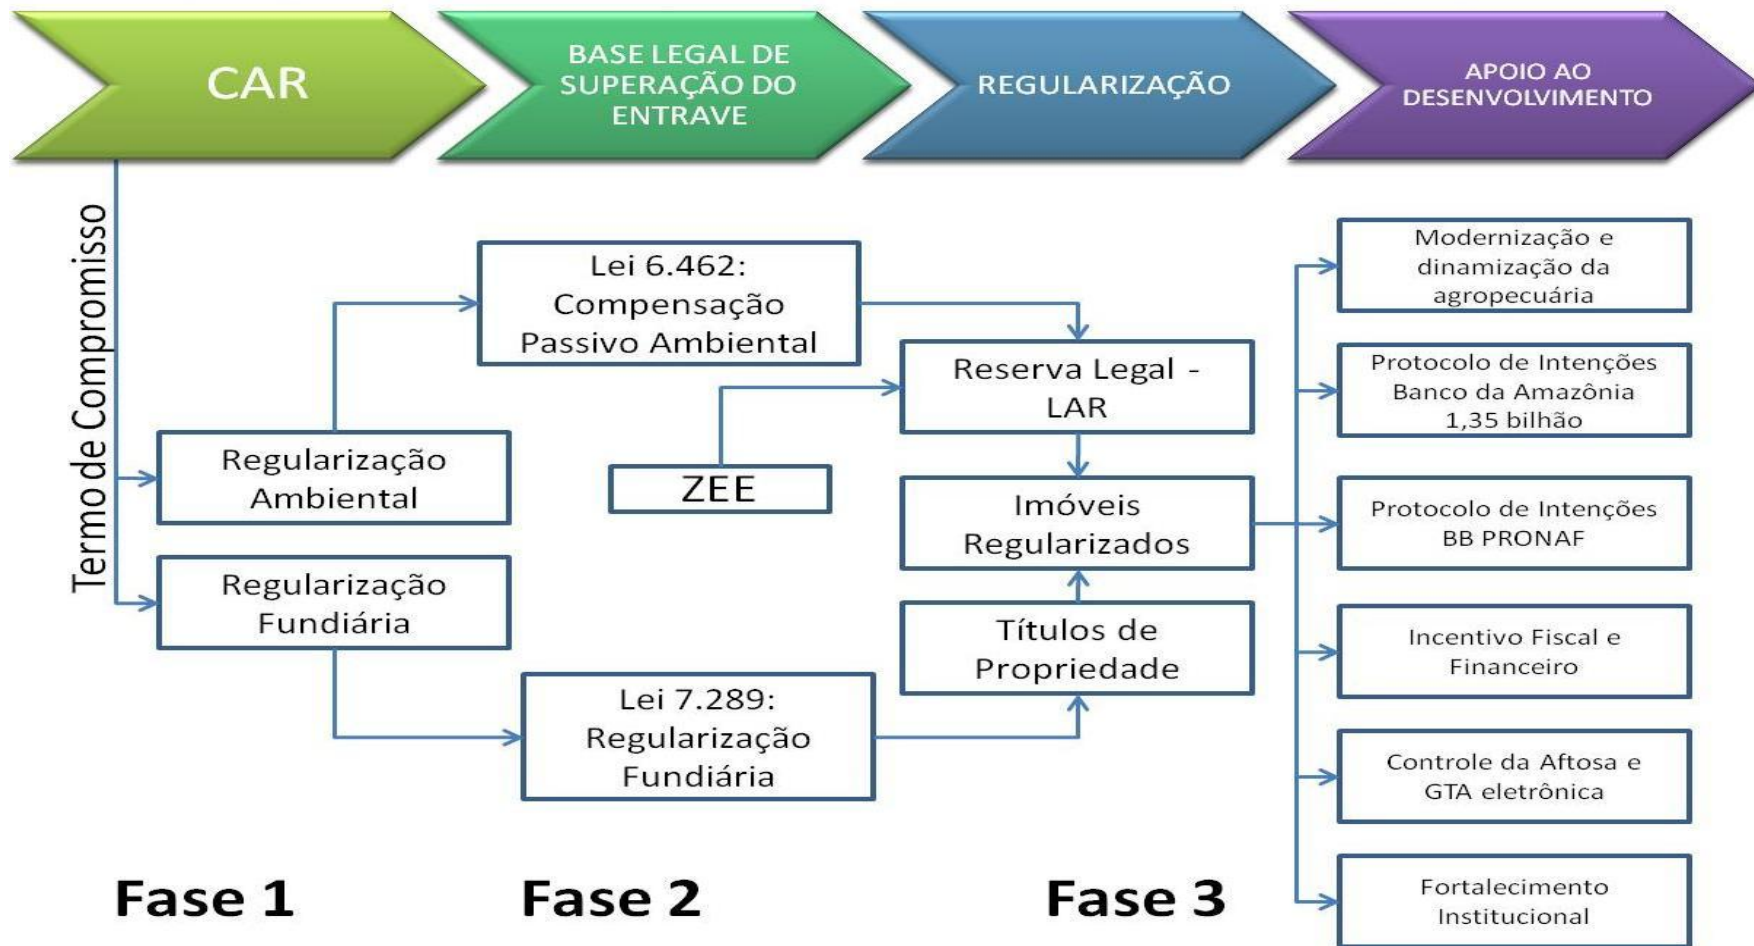 CAR
BASE LEGAL DE
SUPERAÇÃO DO
ENTRAVE
REGULARIZAÇÃO
APOIO AO
DESENVOLVIMENTO
Termo de Compromisso
Regularização
Ambiental
Regularização
Fundiária
Lei 6.462:
Compensação
Passivo Ambiental
ZEE
Lei 7.289:
Regularização
Fundiária
Reserva Legal -
LAR
Imóveis
Regularizados
Títulos de
Propriedade
Modernização e
dinamização da
agropecuária
Protocolo de Intenções
Banco da Amazônia
1,35 bilhão
Protocolo de Intenções
BB PRONAF
Incentivo Fiscal e
Financeiro
Controle da Aftosa e
GTA eletrônica
Fortalecimento
Institucional
Fase 1
Fase 2
Fase 3